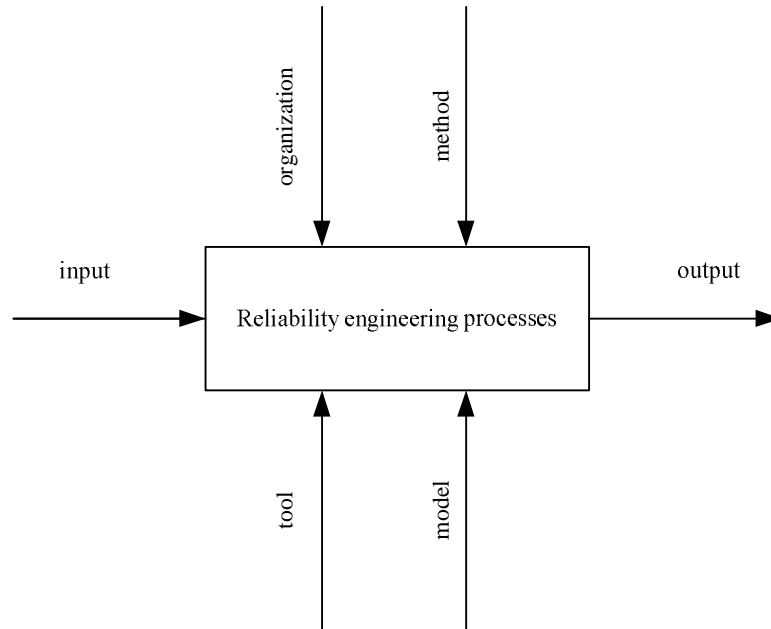 organization
method
input
output
Reliability engineering processes
tool
model